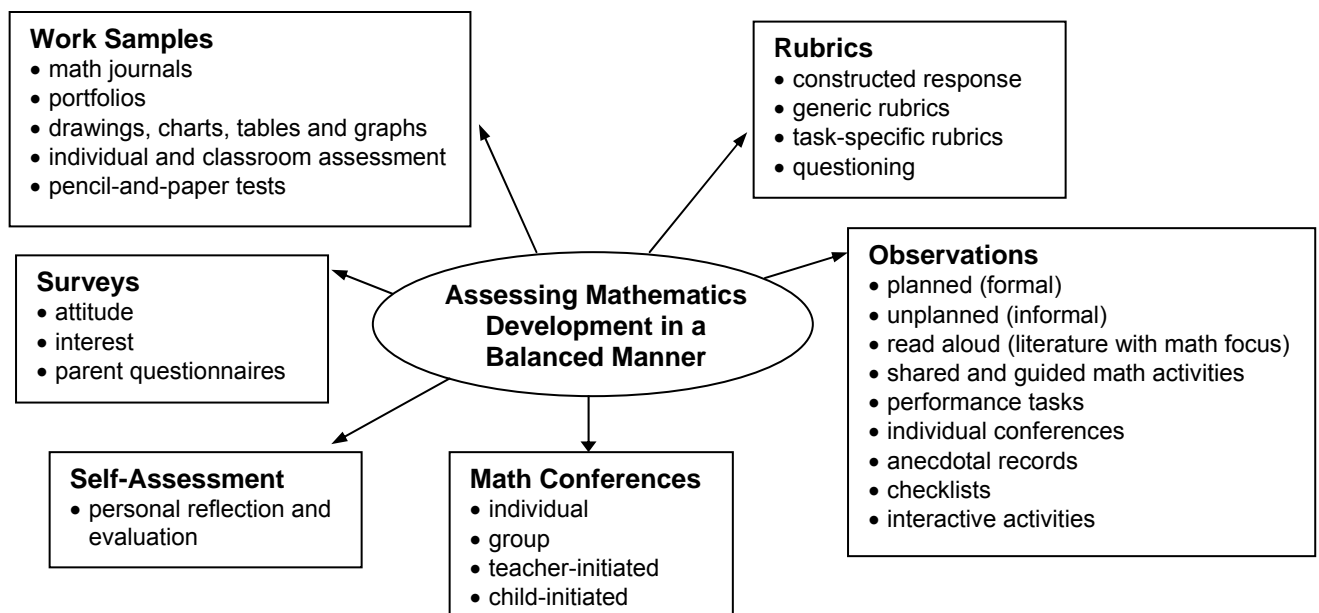 Work Samples
• math journals
• portfolios
• drawings, charts, tables and graphs
• individual and classroom assessment
• pencil-and-paper tests
Rubrics
• constructed response
• generic rubrics
• task-specific rubrics
• questioning
Surveys
• attitude
• interest
• parent questionnaires
Assessing Mathematics
Development in a
Balanced Manner
Observations
• planned (formal)
• unplanned (informal)
• read aloud (literature with math focus)
• shared and guided math activities
• performance tasks
• individual conferences
• anecdotal records
• checklists
• interactive activities
Self-Assessment
• personal reflection and
evaluation
Math Conferences
• individual
• group
• teacher-initiated
• child-initiated